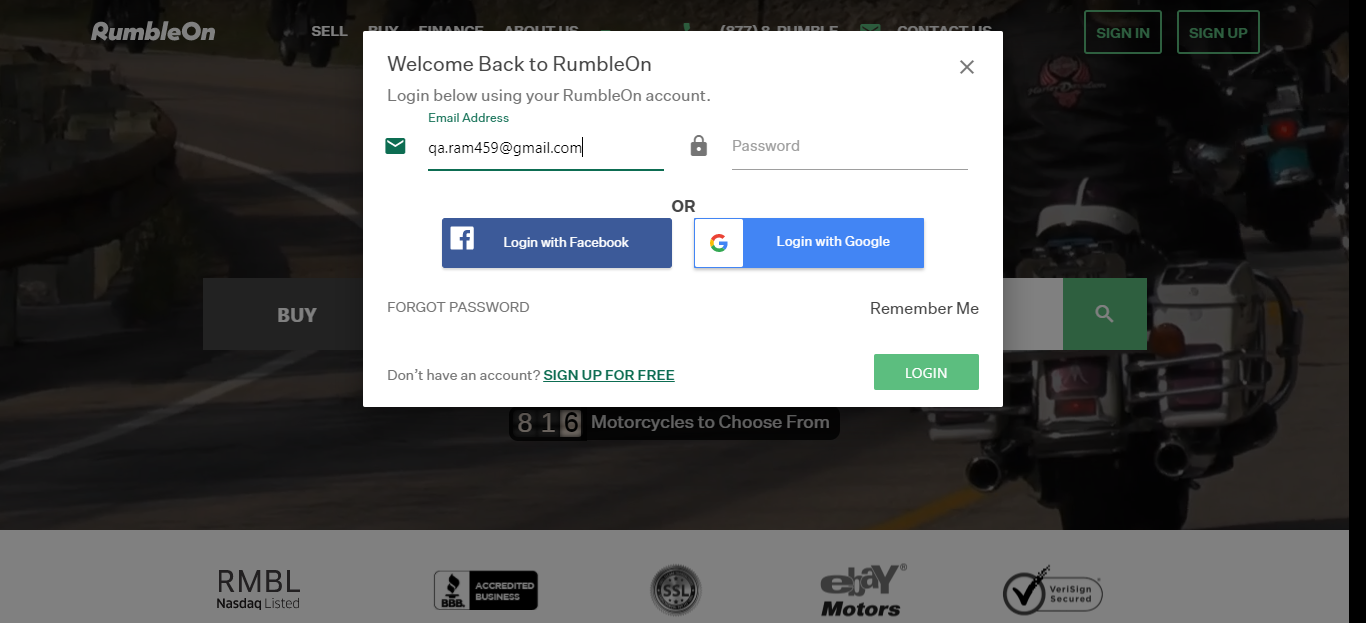 RumbleOn
SELL BUY FINANCE ABOUT US (877) 8-RUMBLE CONTACT US SIGN IN SIGN UP
Welcome Back to RumbleOn
Login below using your RumbleOn account.
Email Address
qa.ram459@gmail.com Password
OR
Login with Facebook Login with Google
FORGOT PASSWORD Remember Me
BUY
Don't have an account? SIGN UP FOR FREE LOGIN
816 Motorcycles to Choose From
RMBL
Nasdaq Listed
BBB.
ACCREDITED
BUSINESS
SSL
ebay®
Motors
VeriSign
Secured